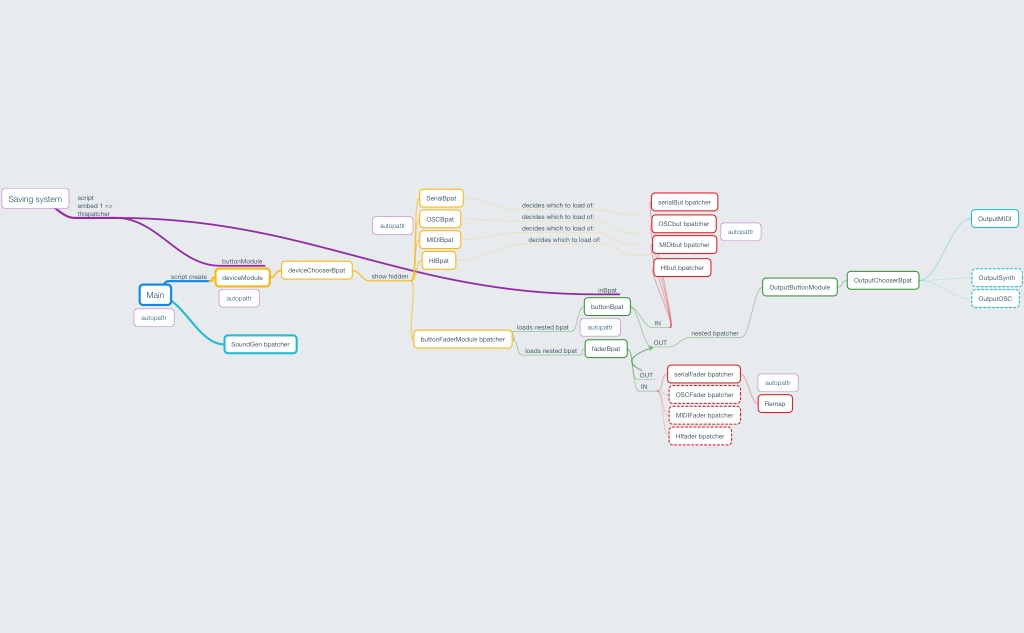 Saving system
script
embed 1 =>
thispatcher
buttonModule
script create
deviceModule
autopattr
Main
autopattr
SoundGen bpatcher
deviceChooserBpat
show hidden
autopattr
SerialBpat
OSCBpat
MIDIBpat
HIBpat
decides which to load of:
decides which to load of:
decides which to load of:
decides which to load of:
serialBut bpatcher
OSCbut bpatcher
MIDIbut bpatcher
HIbut bpatcher
autopattr
inBpat
buttonFaderModule bpatcher
loads nested bpat
loads nested bpat
buttonBpat
autopattr
faderBpat
IN
OUT
nested bpatcher
OUT
IN
serialFader bpatcher
OSCFader bpatcher
MIDIFader bpatcher
HIfader bpatcher
autopattr
Remap
OutputButtonModule
OutputChooserBpat
OutputMIDI
OutputSynth
OutputOSC